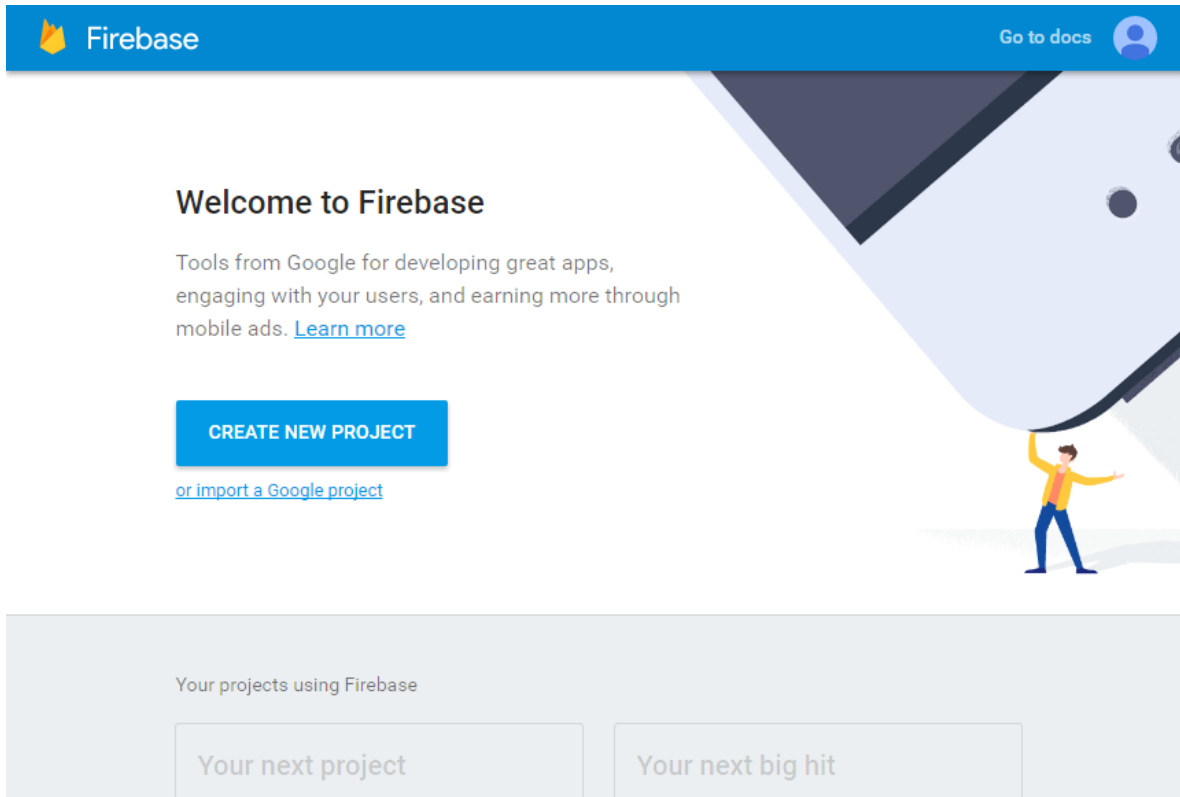 Firebase
Go to docs
Welcome to Firebase
Tools from Google for developing great apps,
engaging with your users, and earning more through
mobile ads. Learn more
CREATE NEW PROJECT
or import a Google project
Your projects using Firebase
Your next project
Your next big hit